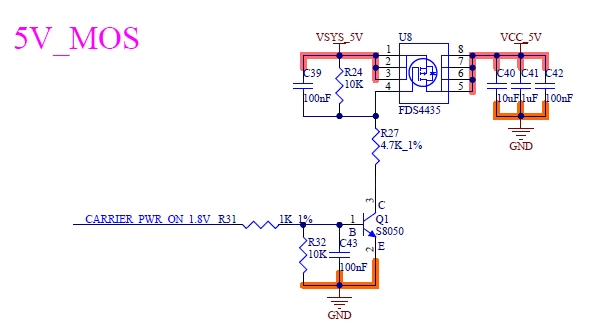 5V_MOS
VSYS_5V
U8
VCC_5V
1
8
2
7
3
6
4
5
C39
100nF
R24
10K
C40
C41
C42
10uF
1uF
100nF
FDS4435
GND
R27
4.7K_1%
3
C
CARRIER_PWR_ON_1.8V
R31
1K_1%
1
B
Q1
S8050
R32
10K
C43
100nF
2
E
GND